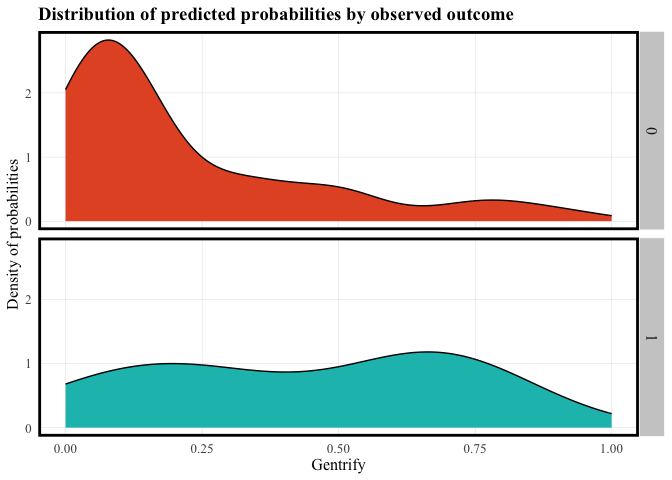 Distribution of predicted probabilities by observed outcome
Density of probabilities
2
1
0
0
2
1
0
1
0.00 0.25 0.50 0.75 1.00
Gentrify